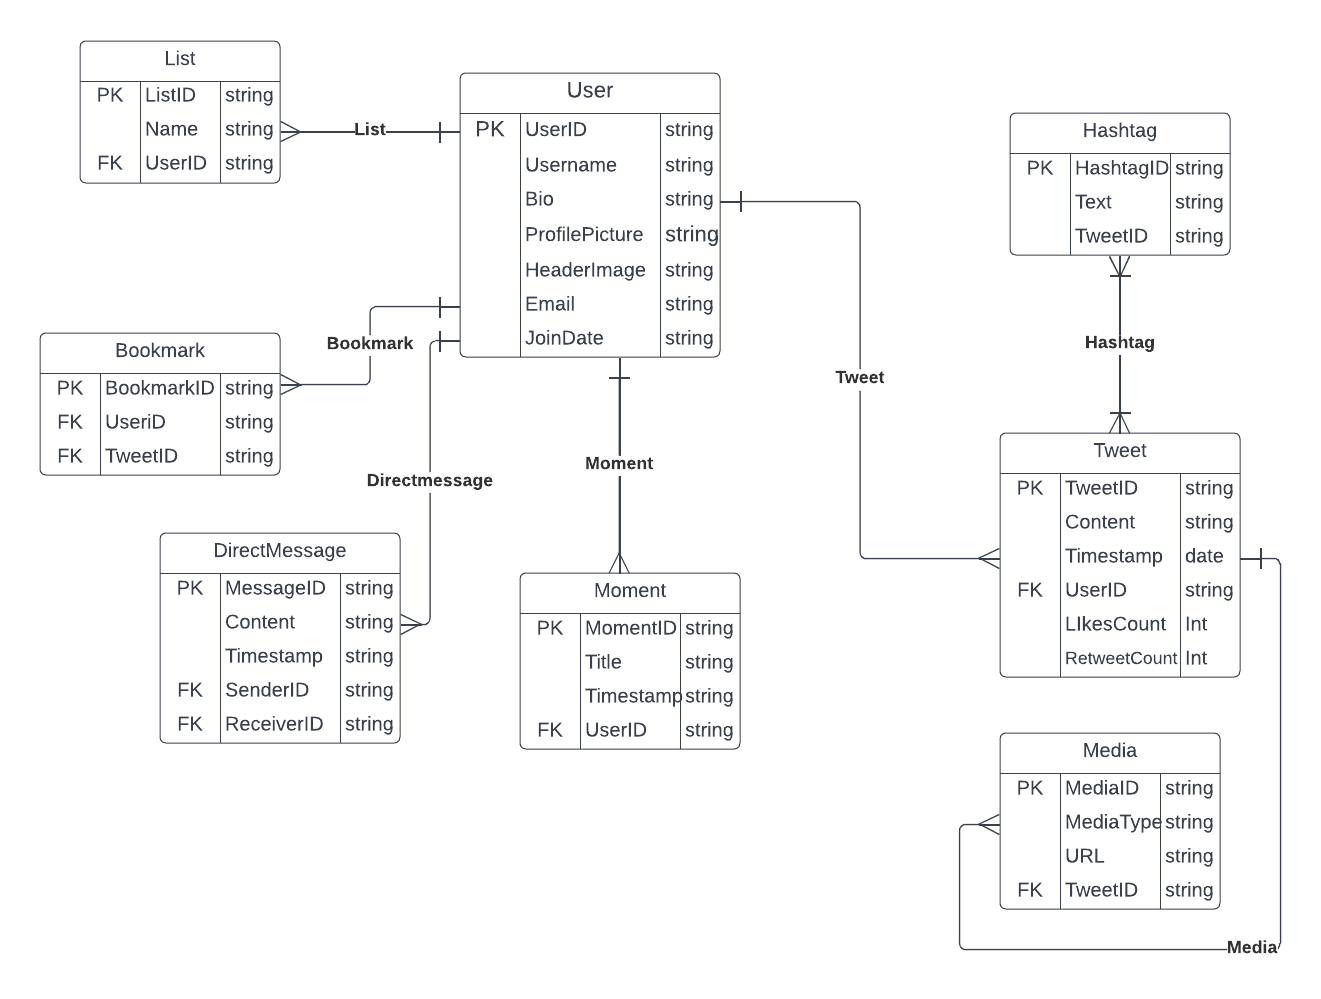 List
PK ListID string
Name string
FK UserID string
List
User
PK UserID string
Username string
Bio string
ProfilePicture string
HeaderImage string
Email string
JoinDate string
Hashtag
PK HashtagID string
Text string
TweetID string
Hashtag
Tweet
Bookmark
Bookmark
PK BookmarkID string
FK UseriD string
FK TweetID string
Directmessage
DirectMessage
PK MessageID string
Content string
Timestamp string
FK SenderID string
FK ReceiverID string
Moment
Moment
PK MomentID string
Title string
Timestamp string
FK UserID string
Tweet
PK TweetID string
Content string
Timestamp date
FK UserID string
LIkesCount Int
RetweetCount Int
Media
PK MediaID string
MediaType string
URL string
FK TweetID string
Media